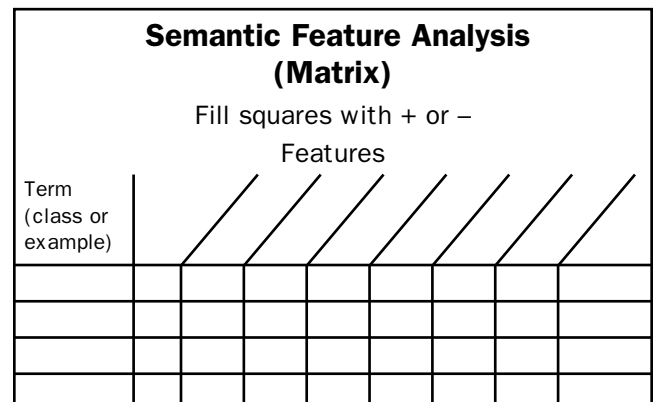 Semantic Feature Analysis
(Matrix)
Fill squares with + or –
Features
Term
(class or
example)